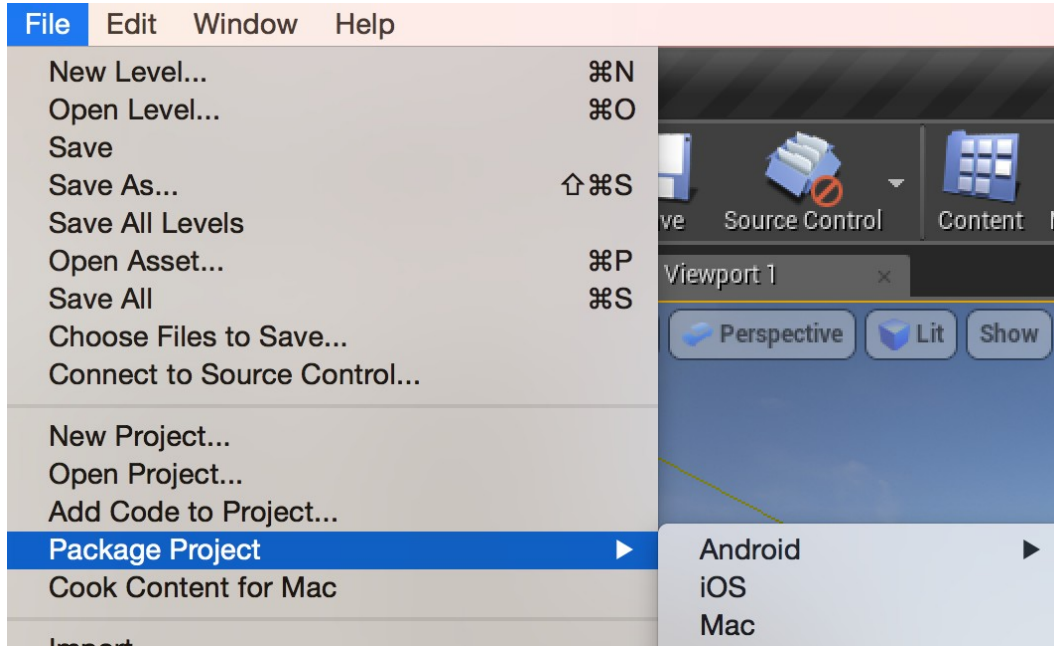 File Edit Window Help
New Level... ⌘N
Open Level... ⌘O
Save
Save As... ⇧⌘S
Save All Levels
Open Asset... ⌘P
Save All ⌘S
Choose Files to Save...
Connect to Source Control...
New Project...
Open Project...
Add Code to Project...
Package Project
Cook Content for Mac
Import
ve Source Control Content
Viewport 1
Perspective Lit Show
Android
iOS
Mac